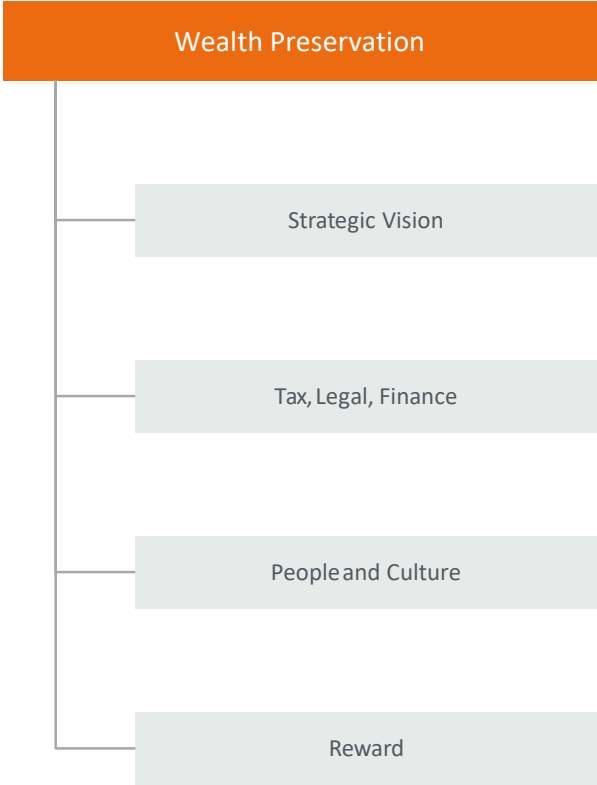 Wealth Preservation
Strategic Vision
Tax, Legal, Finance
People and Culture
Reward